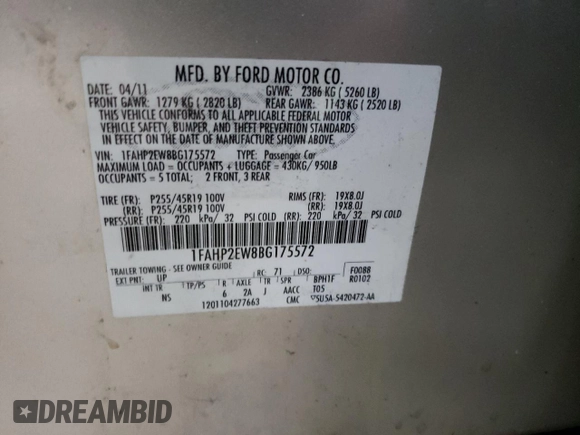 MFD. BY FORD MOTOR CO.
DATE: 04/11 GVWR: 2386 KG ( 5260 LB)
FRONT GAWR: 1279 KG ( 2820 LB) REAR GAWR: 1143 KG ( 2520 LB)
THIS VEHICLE CONFORMS TO ALL APPLICABLE FEDERAL MOTOR
VEHICLE SAFETY, BUMPER, AND THEFT PREVENTION STANDARDS
IN EFFECT ON THE DATE OF MANUFACTURE SHOWN ABOVE.
VIN: 1FAHP2EW8BG175572 TYPE: Passenger Car
MAXIMUM LOAD = OCCUPANTS + LUGGAGE = 430KG/ 950LB
OCCUPANTS = 5 TOTAL; 2 FRONT, 3 REAR
TIRE (FR): P255/45R19 100V RIMS (FR): 19X8.0J
(RR): P255/45R19 100V (RR): 19X8.0J
PRESSURE (FR): 220 kPa/ 32 PSI COLD (RR): 220 kPa/ 32 PSI COLD
1FAHP2EW8BG175572
TRAILER TOWING - SEE OWNER GUIDE
EXT PNT: UP RC: 71 DSO: F0088
INT TR TP/PS R AXLE TR SPR BPH1F R0102
NS 6 2A J AACC T05
1201104277663 CMC 5U5A-5420472-AA
DREAMBID